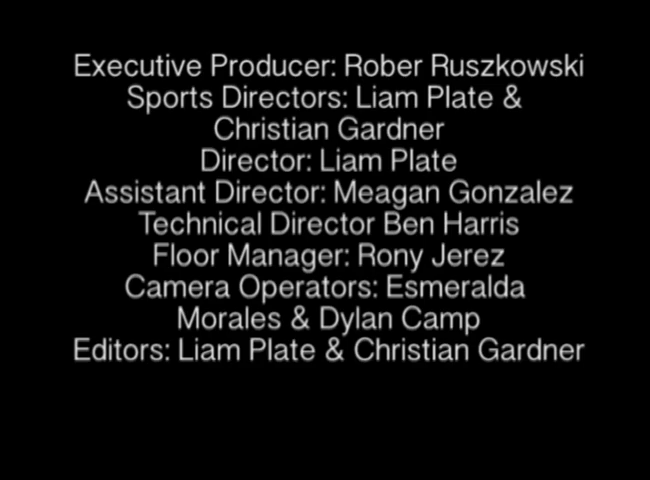 Executive Producer: Rober Ruszkowski
Sports Directors: Liam Plate &
Christian Gardner
Director: Liam Plate
Assistant Director: Meagan Gonzalez
Technical Director Ben Harris
Floor Manager: Rony Jerez
Camera Operators: Esmeralda
Morales & Dylan Camp
Editors: Liam Plate & Christian Gardner